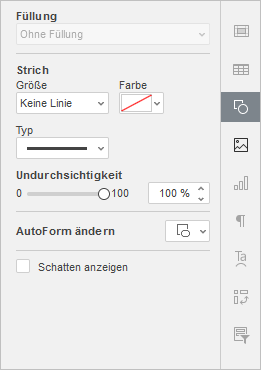 Füllung
Ohne Füllung
Strich
Größe Farbe
Keine Linie
Typ
Undurchsichtigkeit
0 100 100 %
AutoForm ändern
Schatten anzeigen
Ta